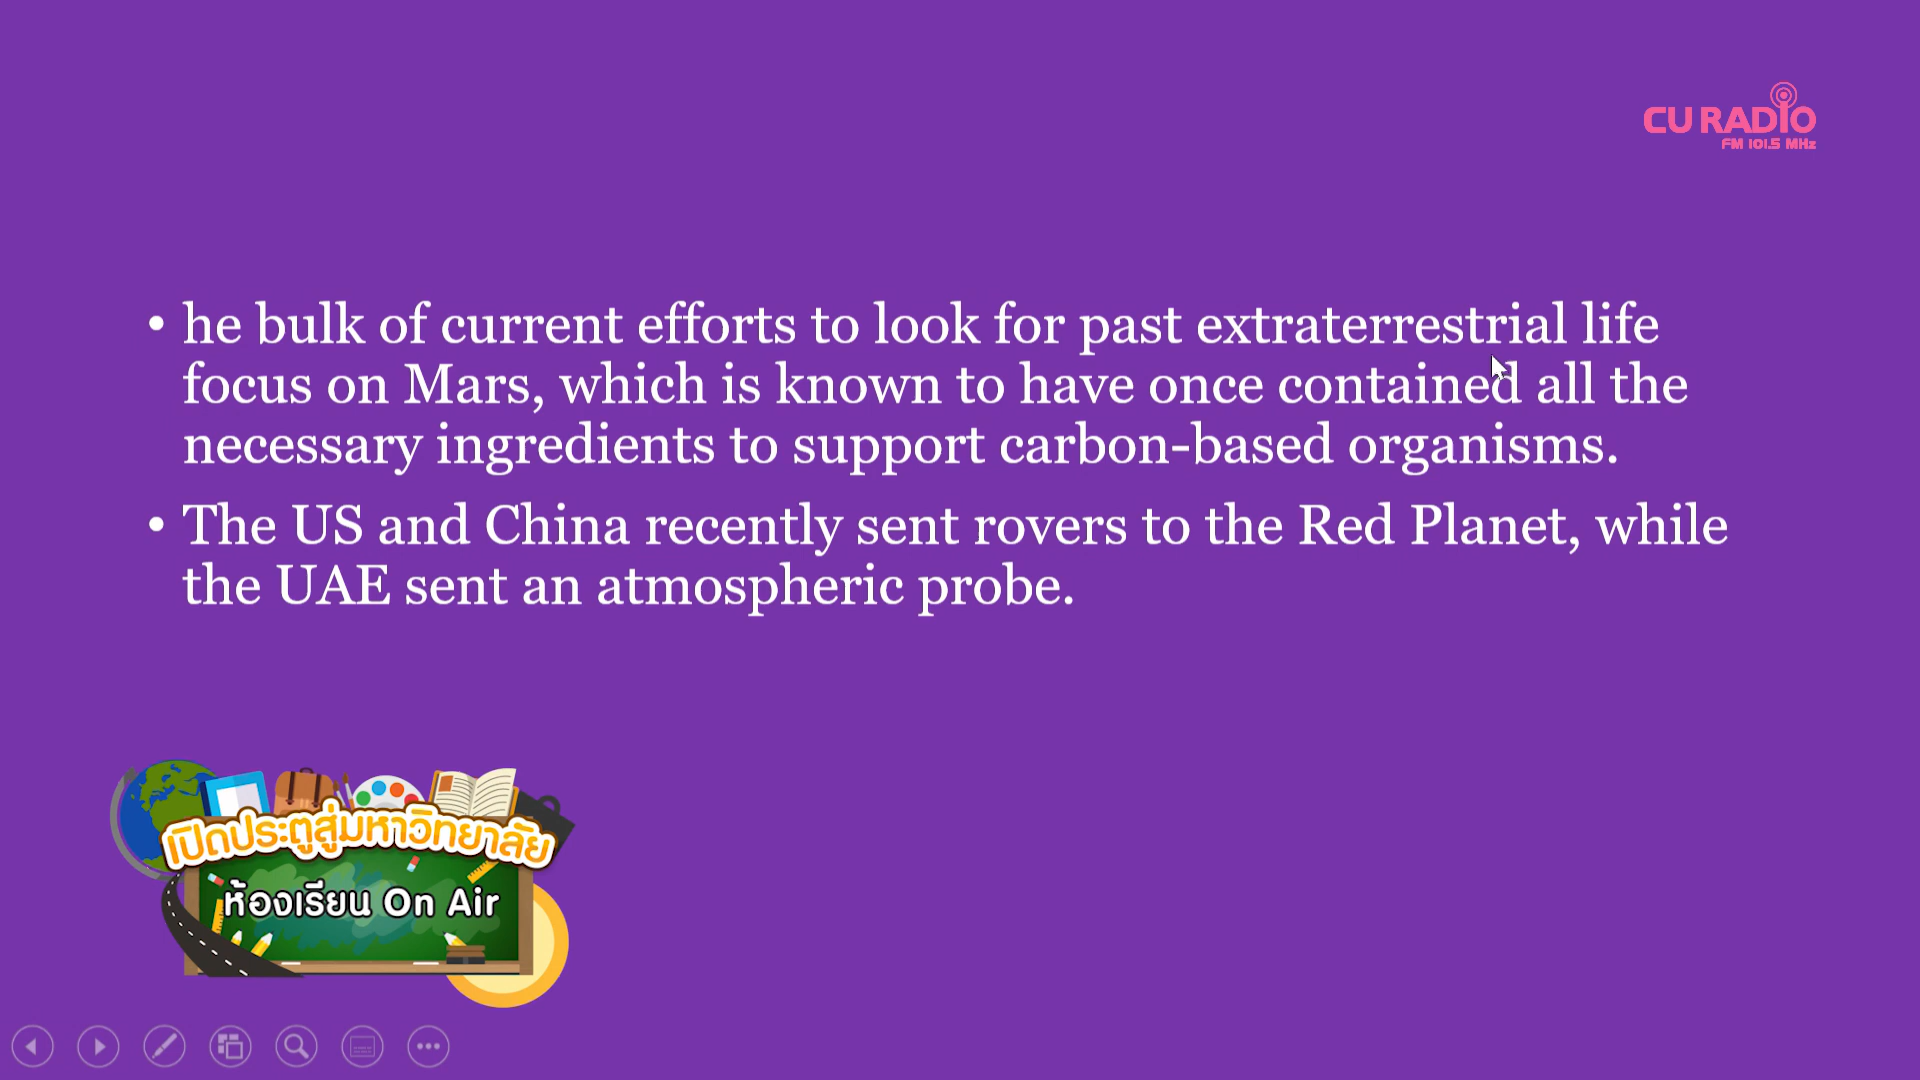 CU RADIO
FM 101.5 MHz
• he bulk of current efforts to look for past extraterrestrial life
focus on Mars, which is known to have once contained all the
necessary ingredients to support carbon-based organisms.
• The US and China recently sent rovers to the Red Planet, while
the UAE sent an atmospheric probe.
เปิดประตูสู่มหาวิทยาลัย
ห้องเรียน On Air